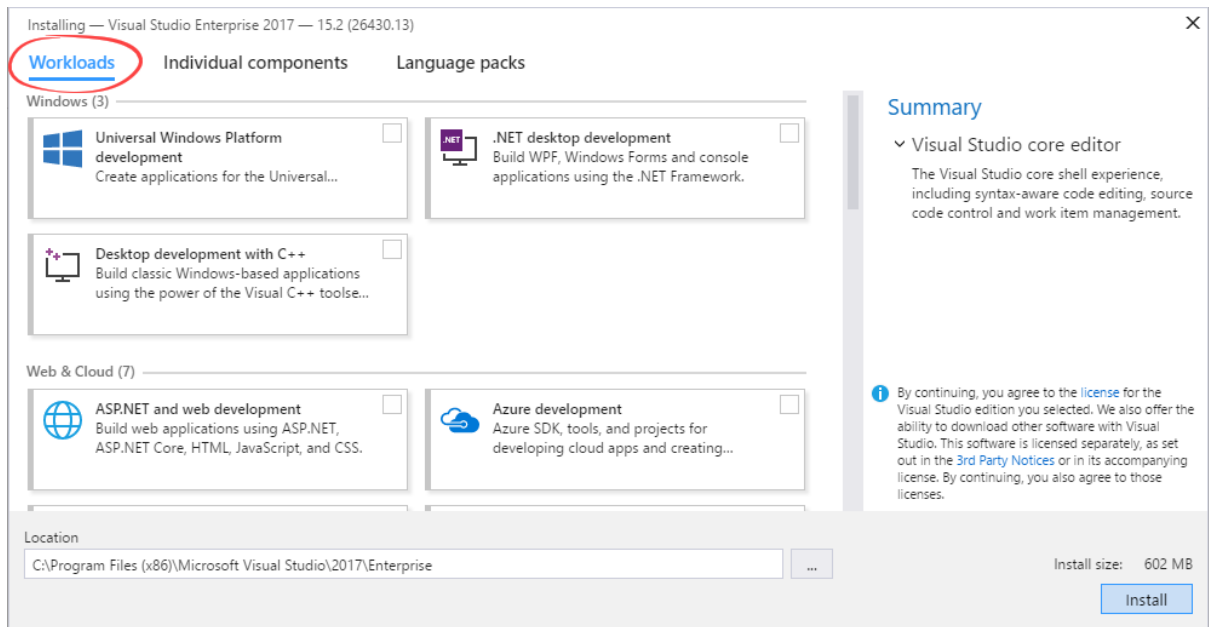 Installing — Visual Studio Enterprise 2017 — 15.2 (26430.13)
Workloads Individual components Language packs
Windows (3)
Universal Windows Platform
development
Create applications for the Universal...
.NET
.NET desktop development
Build WPF, Windows Forms and console
applications using the .NET Framework.
Desktop development with C++
Build classic Windows-based applications
using the power of the Visual C++ toolse...
Web & Cloud (7)
ASP.NET and web development
Build web applications using ASP.NET,
ASP.NET Core, HTML, JavaScript, and CSS.
Azure development
Azure SDK, tools, and projects for
developing cloud apps and creating...
Summary
Visual Studio core editor
The Visual Studio core shell experience,
including syntax-aware code editing, source
code control and work item management.
By continuing, you agree to the license for the
Visual Studio edition you selected. We also offer the
ability to download other software with Visual
Studio. This software is licensed separately, as set
out in the 3rd Party Notices or in its accompanying
license. By continuing, you also agree to those
licenses.
Location
C:\Program Files (x86)\Microsoft Visual Studio\2017\Enterprise
...
Install size: 602 MB
Install